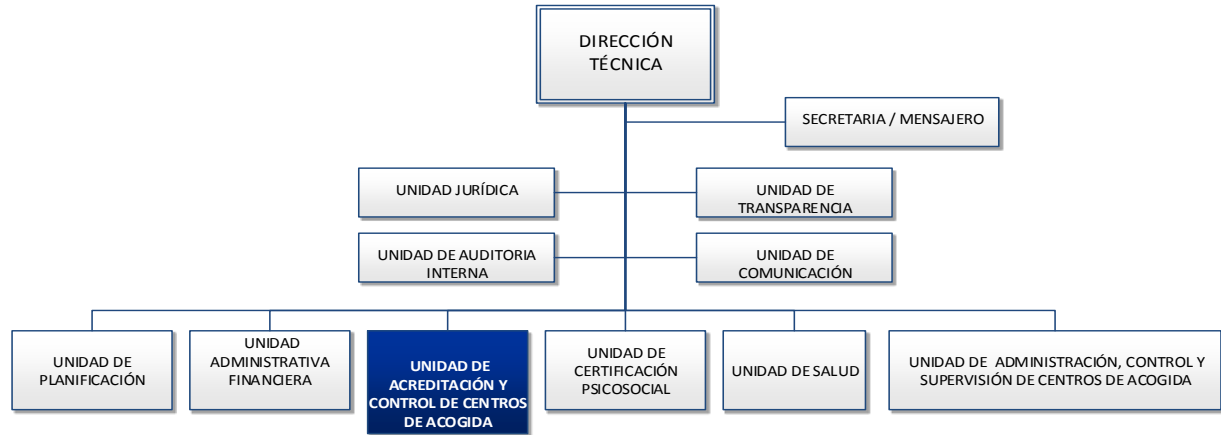 DIRECCIÓN
TÉCNICA
SECRETARIA / MENSAJERO
UNIDAD JURÍDICA
UNIDAD DE
TRANSPARENCIA
UNIDAD DE AUDITORIA
INTERNA
UNIDAD DE
COMUNICACIÓN
UNIDAD DE
PLANIFICACIÓN
UNIDAD
ADMINISTRATIVA
FINANCIERA
UNIDAD DE
ACREDITACIÓN Y
CONTROL DE CENTROS
DE ACOGIDA
UNIDAD DE
CERTIFICACIÓN
PSICOSOCIAL
UNIDAD DE SALUD
UNIDAD DE  ADMINISTRACIÓN, CONTROL Y
SUPERVISIÓN DE CENTROS DE ACOGIDA